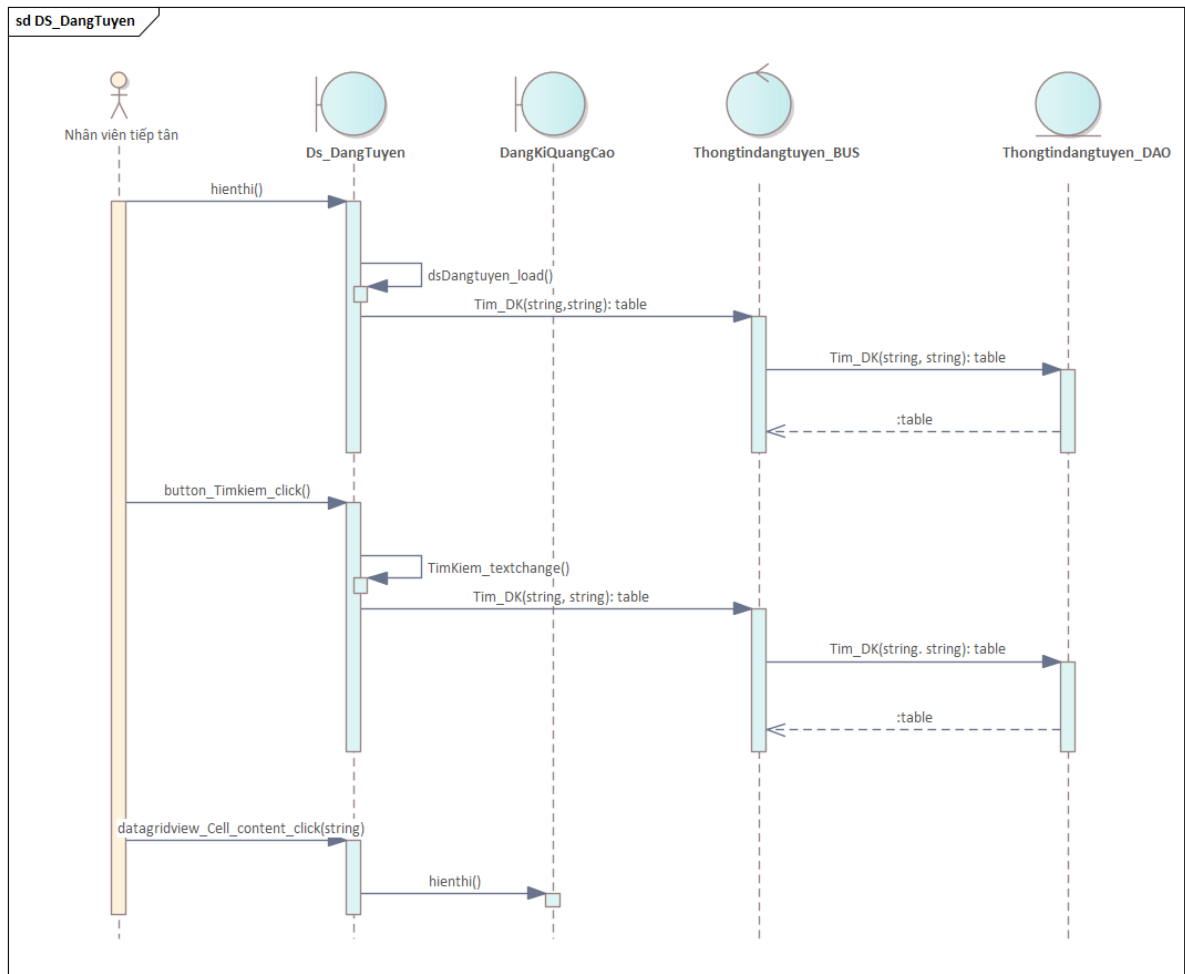 sd DS_DangTuyen
Nhân viên tiếp tân
Ds_DangTuyen
DangKiQuangCao
Thongtindangtuyen_BUS
Thongtindangtuyen_DAO
hienthi()
dsDangtuyen_load()
Tim_DK(string,string): table
Tim_DK(string, string): table
:table
button_Timkiem_click()
TimKiem_textchange()
Tim_DK(string, string): table
Tim_DK(string. string): table
:table
datagridview_Cell_content_click(string)
hienthi()